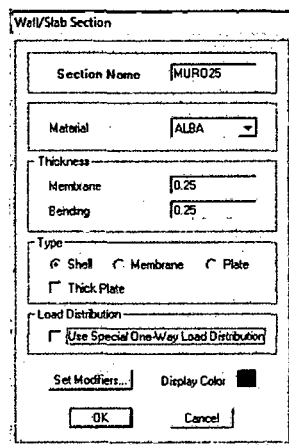 Wall/Slab Section
Section Name MURO25
Material ALBA
Thickness
Membrane 0.25
Bending 0.25
Type
Shell Membrane Plate
Thick Plate
Load Distribution
Use Special One-Way Load Distribution
Set Modifiers... Display Color
OK Cancel